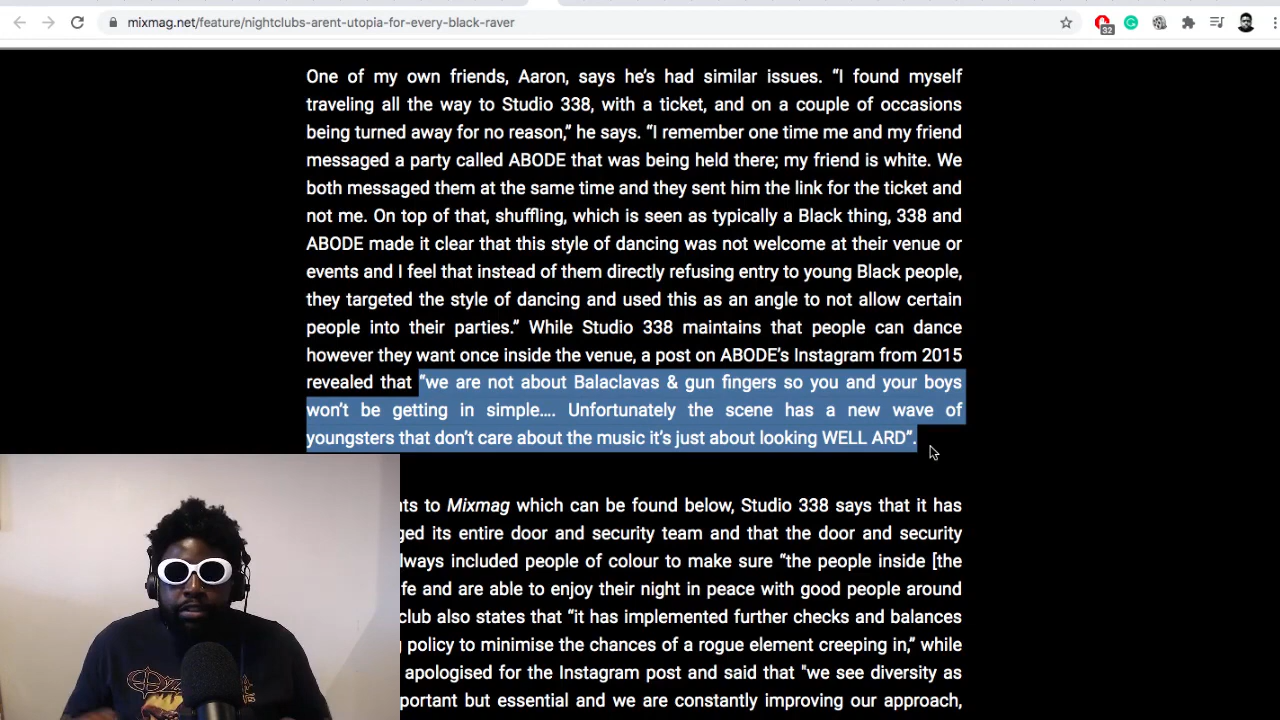 mixmag.net/feature/nightclubs-arent-utopia-for-every-black-raver
32
One of my own friends, Aaron, says he’s had similar issues. “I found myself
traveling all the way to Studio 338, with a ticket, and on a couple of occasions
being turned away for no reason,” he says. “I remember one time me and my friend
messaged a party called ABODE that was being held there; my friend is white. We
both messaged them at the same time and they sent him the link for the ticket and
not me. On top of that, shuffling, which is seen as typically a Black thing, 338 and
ABODE made it clear that this style of dancing was not welcome at their venue or
events and I feel that instead of them directly refusing entry to young Black people,
they targeted the style of dancing and used this as an angle to not allow certain
people into their parties.” While Studio 338 maintains that people can dance
however they want once inside the venue, a post on ABODE’s Instagram from 2015
revealed that “we are not about Balaclavas & gun fingers so you and your boys
won’t be getting in simple…. Unfortunately the scene has a new wave of
youngsters that don’t care about the music it’s just about looking WELL ARD”.
to Mixmag which can be found below, Studio 338 says that it has
its entire door and security team and that the door and security
included people of colour to make sure “the people inside [the
and are able to enjoy their night in peace with good people around
club also states that “it has implemented further checks and balances
policy to minimise the chances of a rogue element creeping in,” while
apologised for the Instagram post and said that "we see diversity as
but essential and we are constantly improving our approach,